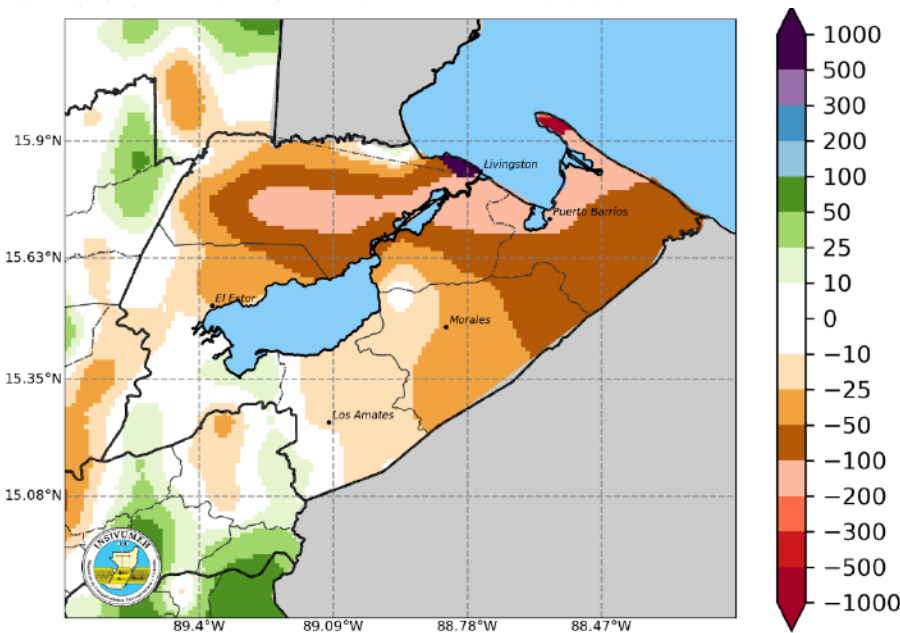 1000
500
300
200
100
50
25
10
0
−10
−25
−50
−100
−200
−300
−500
−1000
15.9°N
15.63°N
15.35°N
15.08°N
89.4°W
89.09°W
88.78°W
88.47°W
Livingston
Puerto Barrios
El Estor
Morales
Los Amates
INSIVUMEH